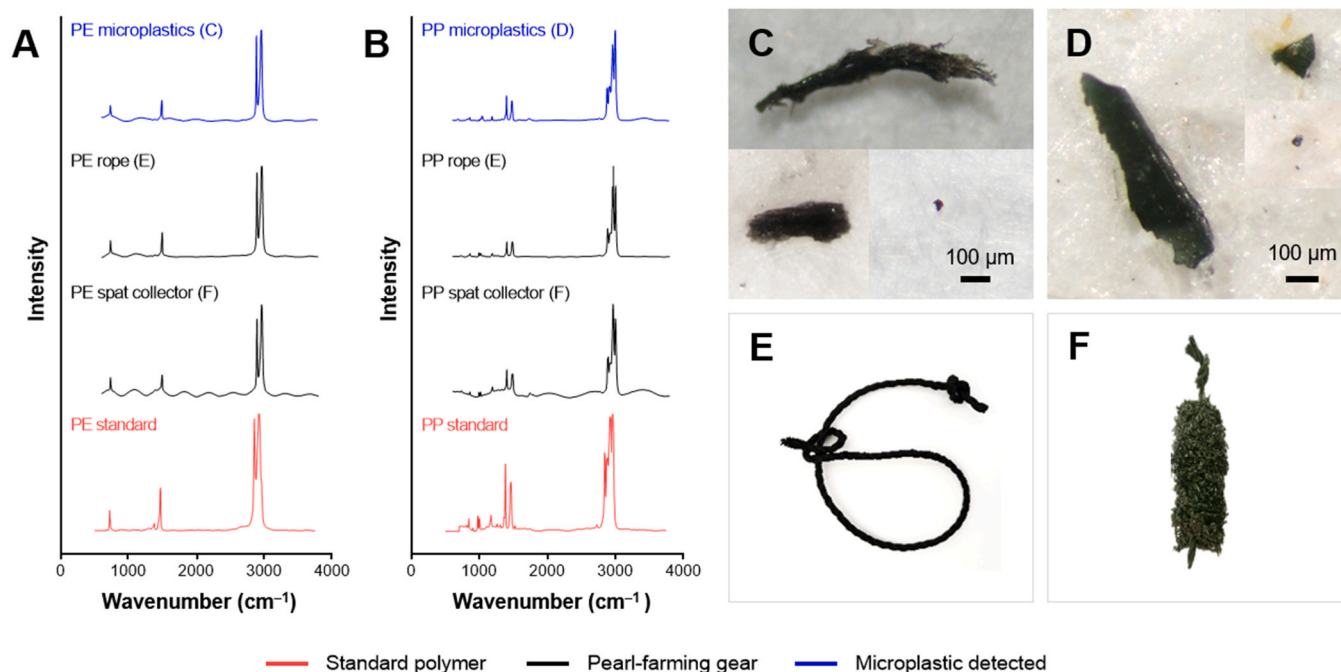 A
PE microplastics (C)
PE rope (E)
PE spat collector (F)
PE standard
Intensity
0 1000 2000 3000 4000
Wavenumber (cm⁻¹)
B
PP microplastics (D)
PP rope (E)
PP spat collector (F)
PP standard
Intensity
0 1000 2000 3000 4000
Wavenumber (cm⁻¹)
C
100 µm
D
100 µm
E
F
Standard polymer
Pearl-farming gear
Microplastic detected